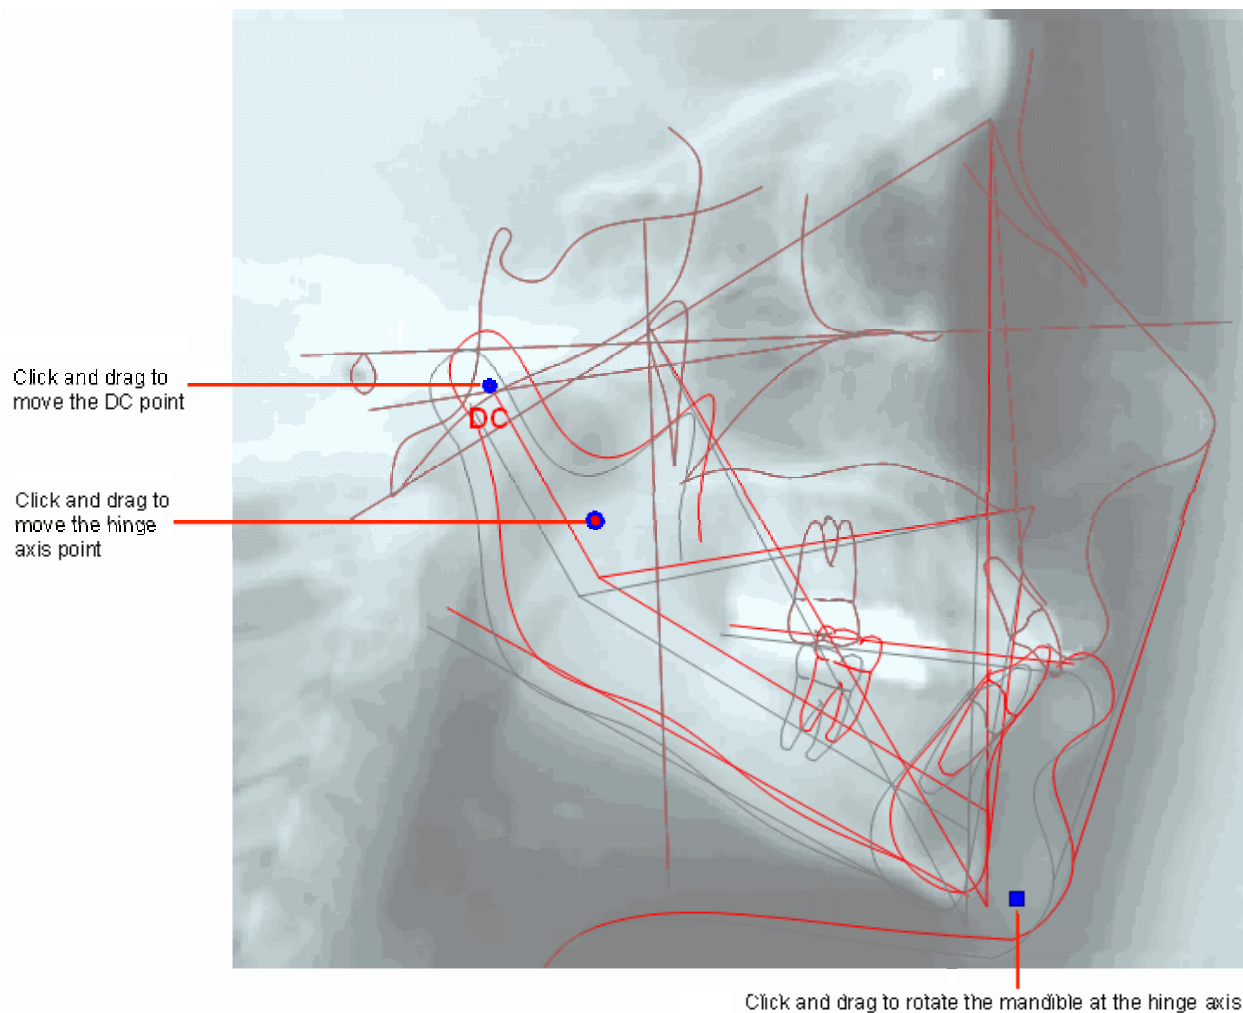 Click and drag to
move the DC point
DC
Click and drag to
move the hinge
axis point
Click and drag to rotate the mandible at the hinge axis